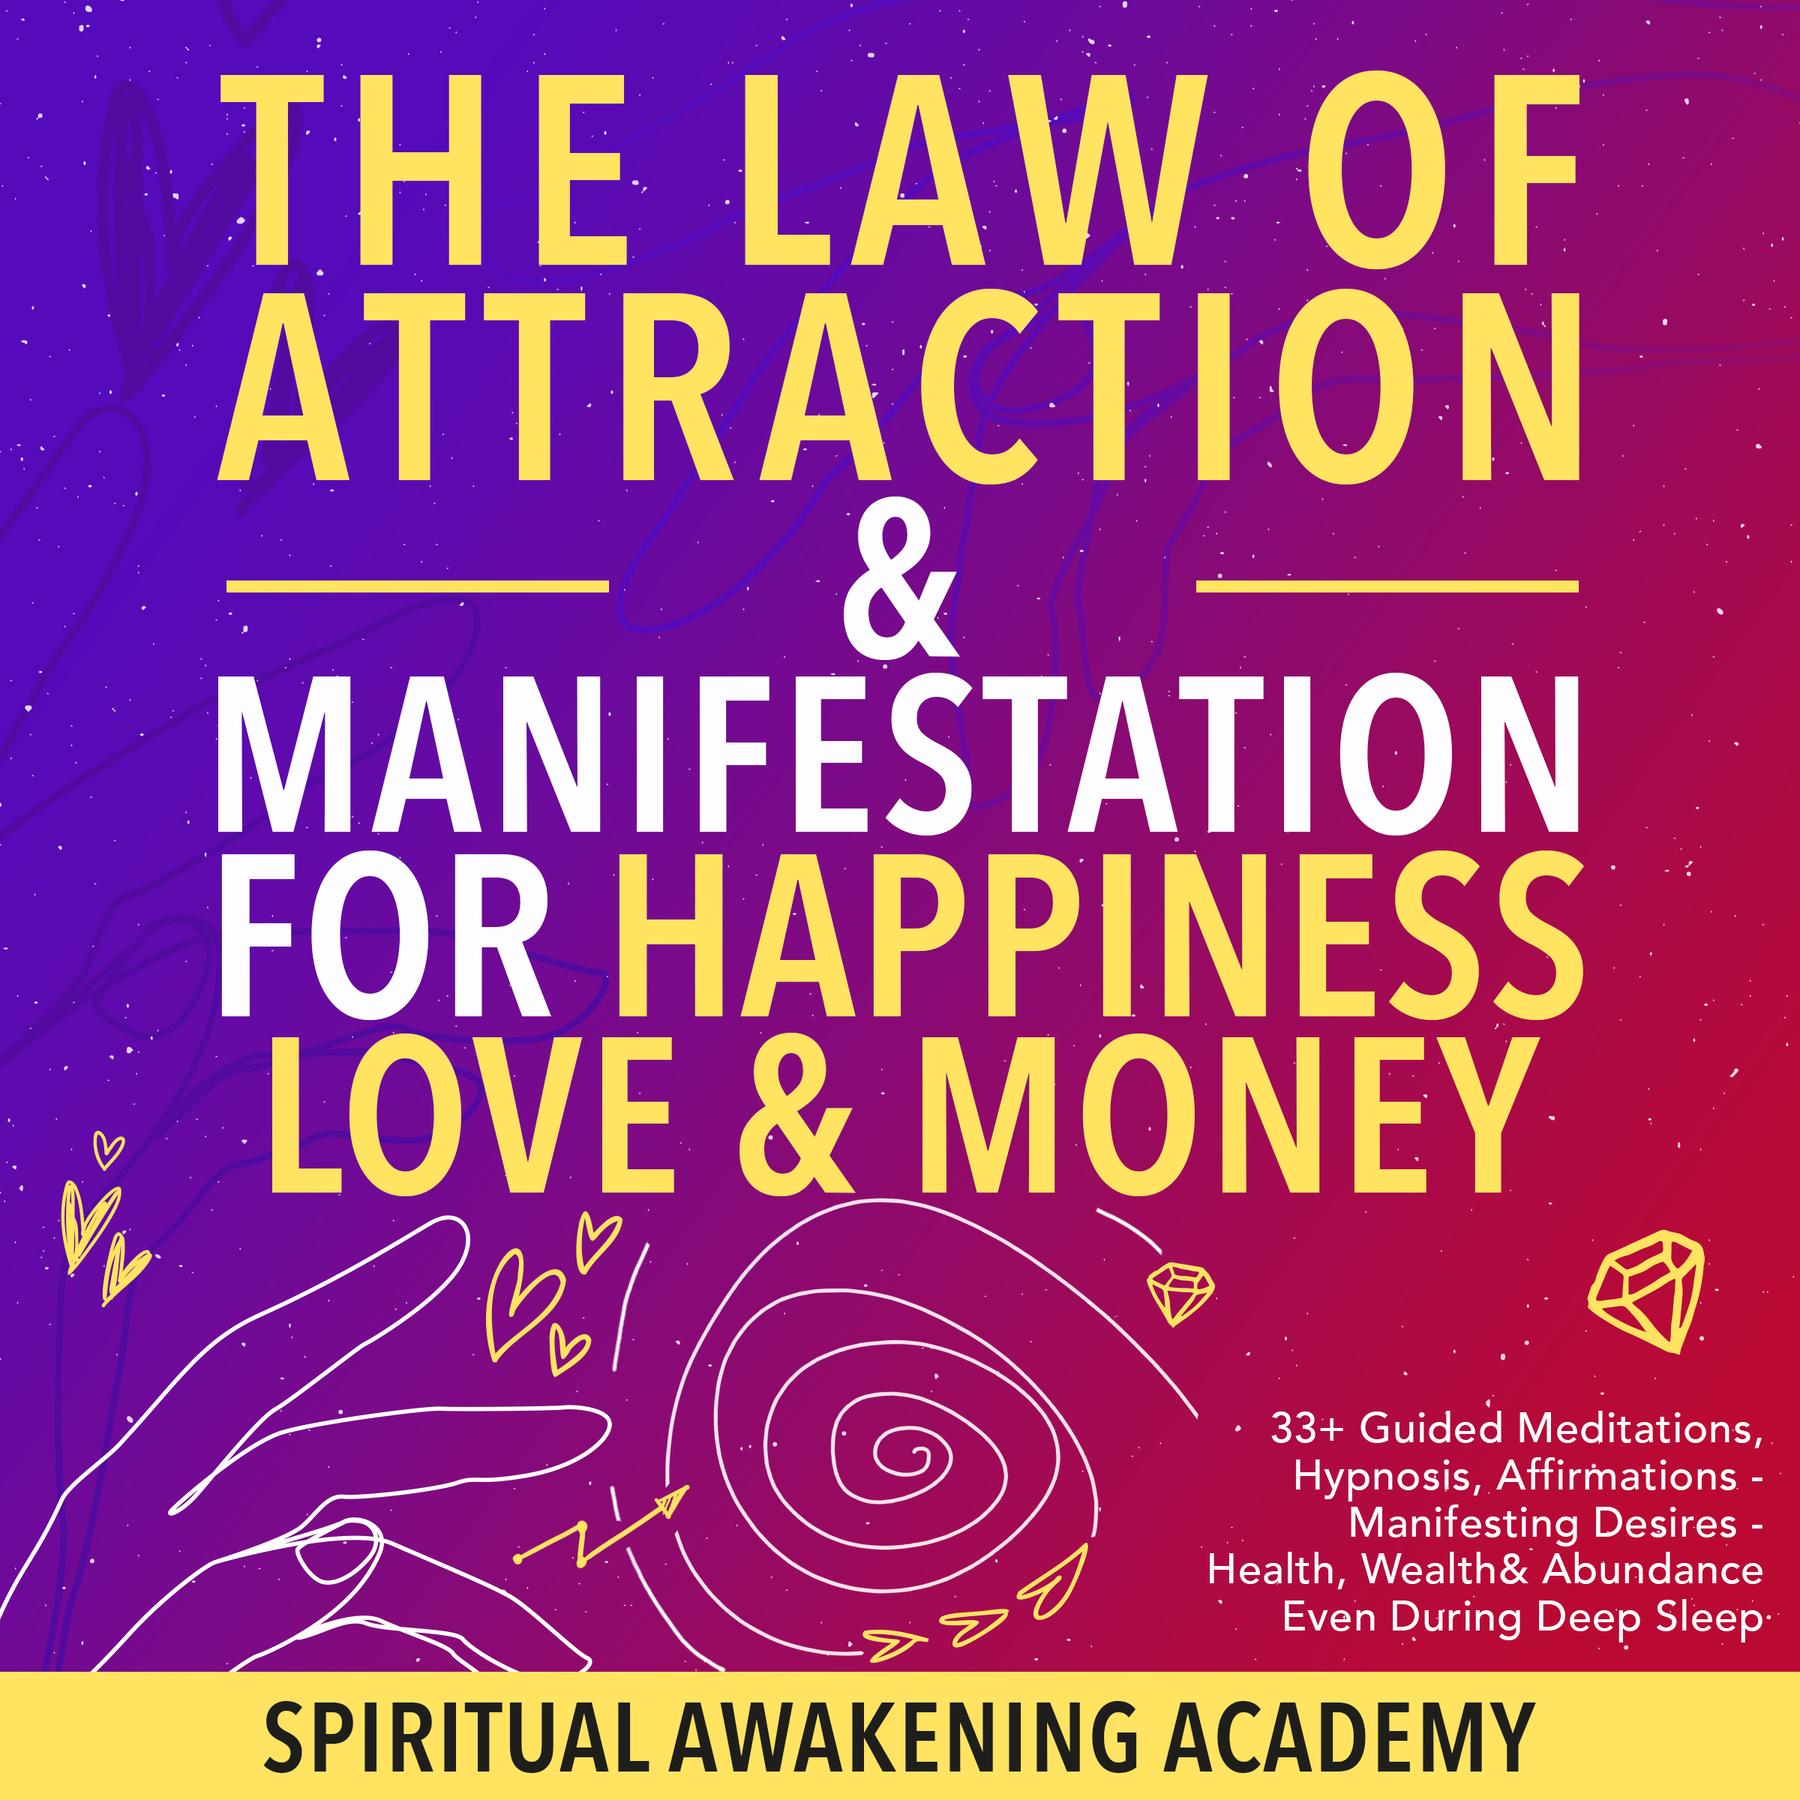 THE LAW OF
ATTRACTION
&
MANIFESTATION
FOR HAPPINESS
LOVE & MONEY
33+ Guided Meditations,
Hypnosis, Affirmations -
Manifesting Desires -
Health, Wealth& Abundance
Even During Deep Sleep
SPIRITUAL AWAKENING ACADEMY